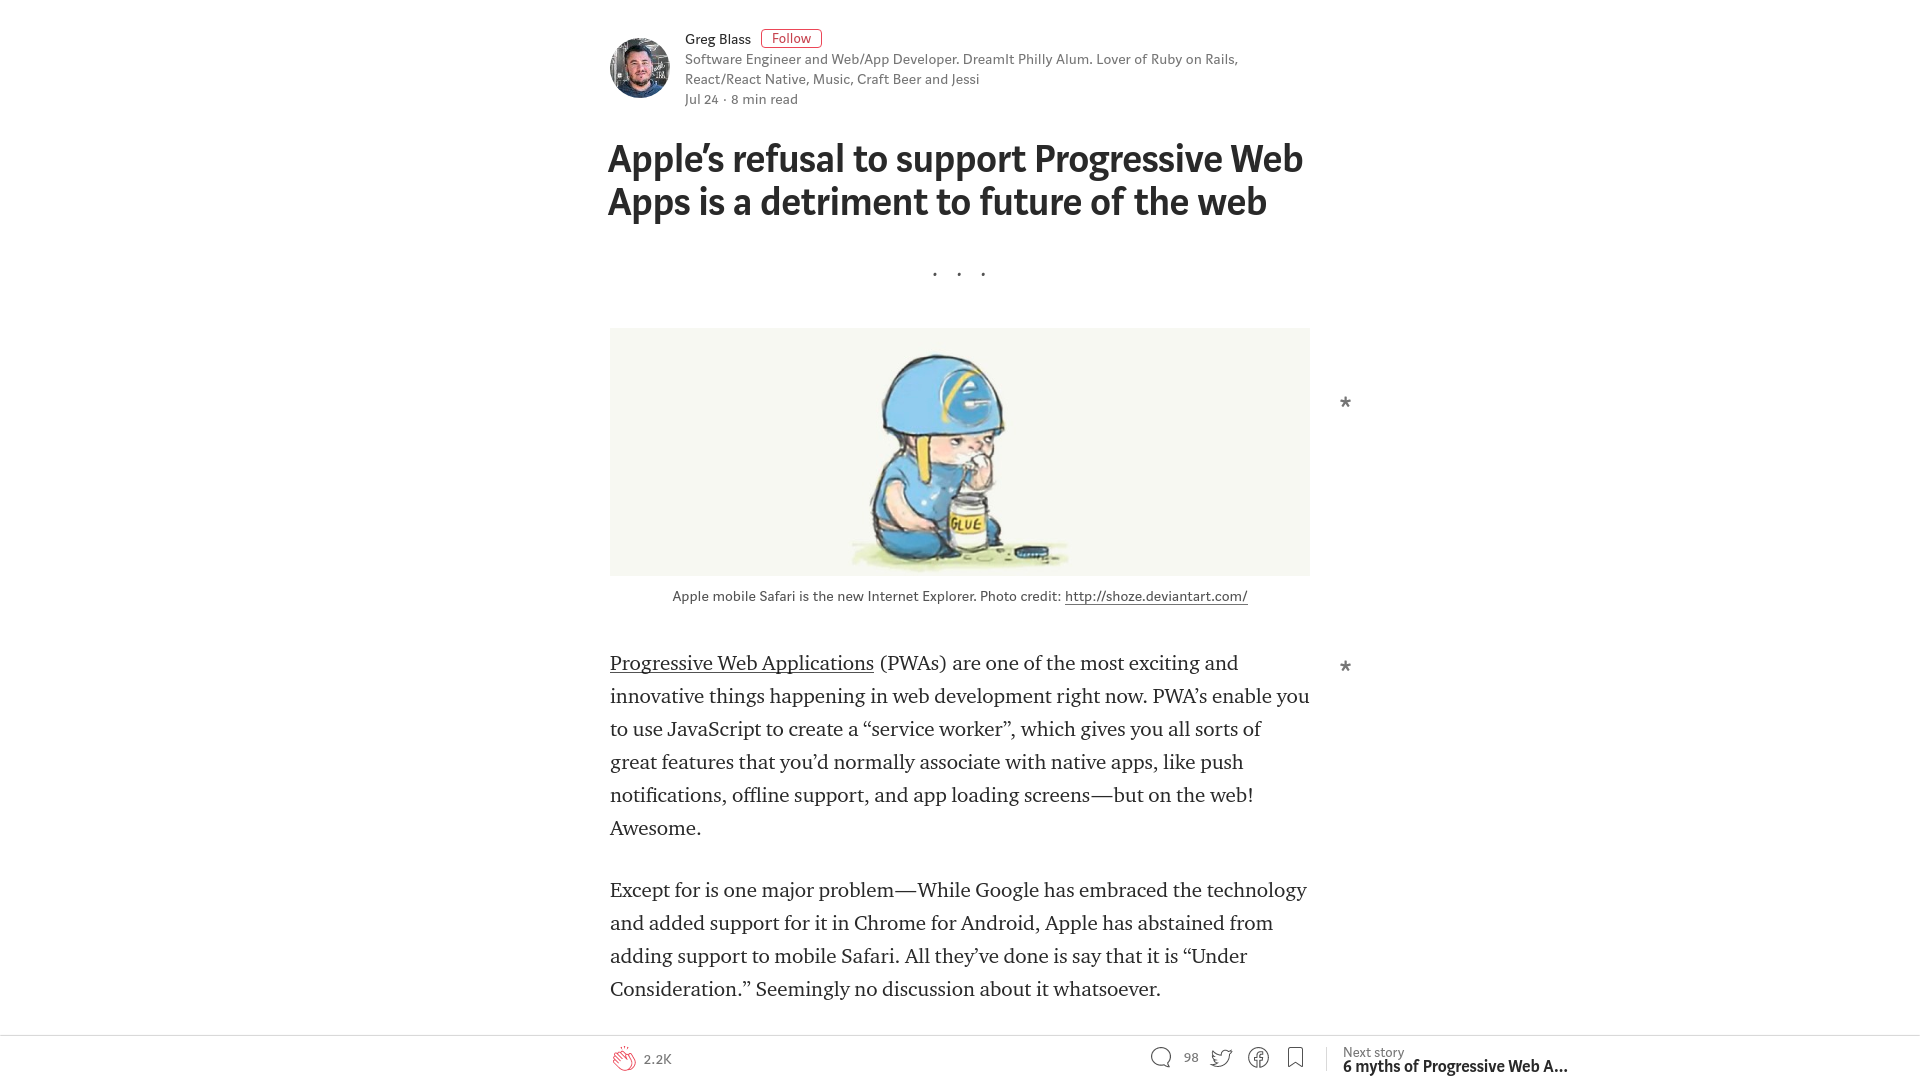 Greg Blass Follow
Software Engineer and Web/App Developer. DreamIt Philly Alum. Lover of Ruby on Rails,
React/React Native, Music, Craft Beer and Jessi
Jul 24 · 8 min read
Apple’s refusal to support Progressive Web
Apps is a detriment to future of the web
. . .
GLUE
*
Apple mobile Safari is the new Internet Explorer. Photo credit: http://shoze.deviantart.com/
Progressive Web Applications (PWAs) are one of the most exciting and
*
innovative things happening in web development right now. PWA’s enable you
to use JavaScript to create a “service worker”, which gives you all sorts of
great features that you’d normally associate with native apps, like push
notifications, offline support, and app loading screens—but on the web!
Awesome.
Except for is one major problem—While Google has embraced the technology
and added support for it in Chrome for Android, Apple has abstained from
adding support to mobile Safari. All they’ve done is say that it is “Under
Consideration.” Seemingly no discussion about it whatsoever.
2.2K
98
Next story
6 myths of Progressive Web A...